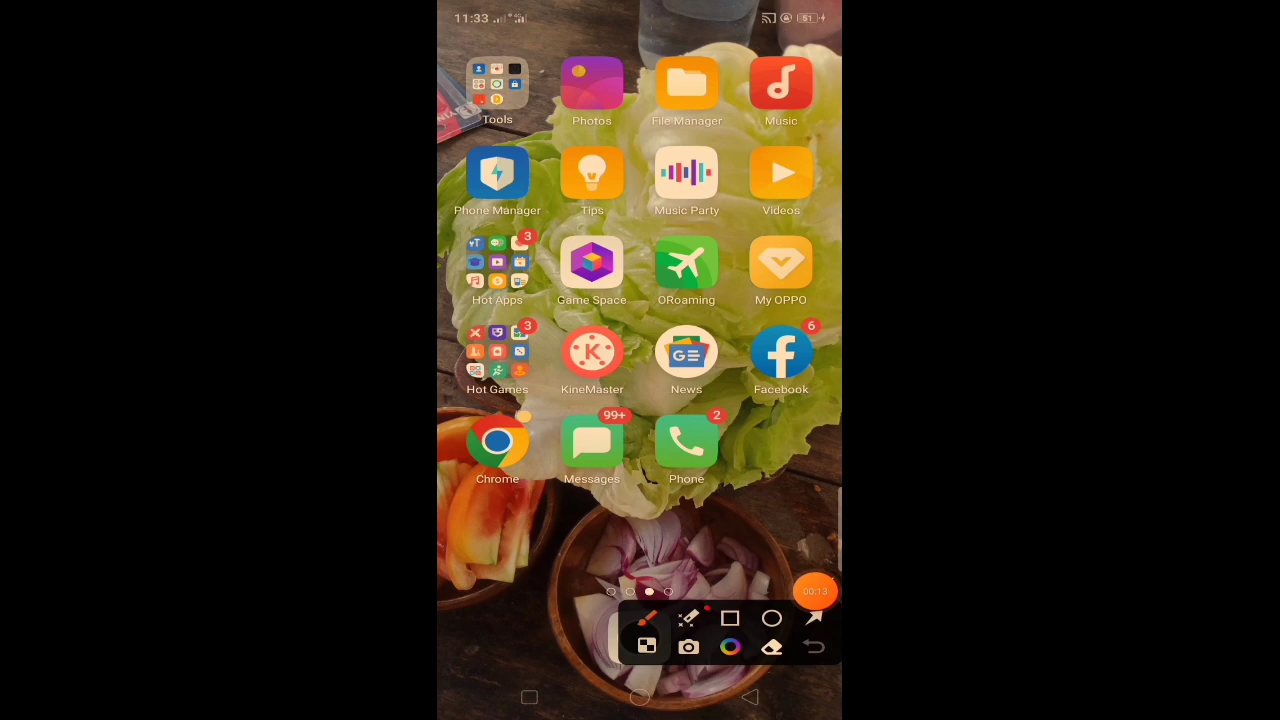 11:33
51
Tools
Photos
File Manager
Music
Phone Manager
Tips
Music Party
Videos
3
Hot Apps
Game Space
ORoaming
My OPPO
3
6
Hot Games
KineMaster
News
Facebook
99+
2
Chrome
Messages
Phone
00:13